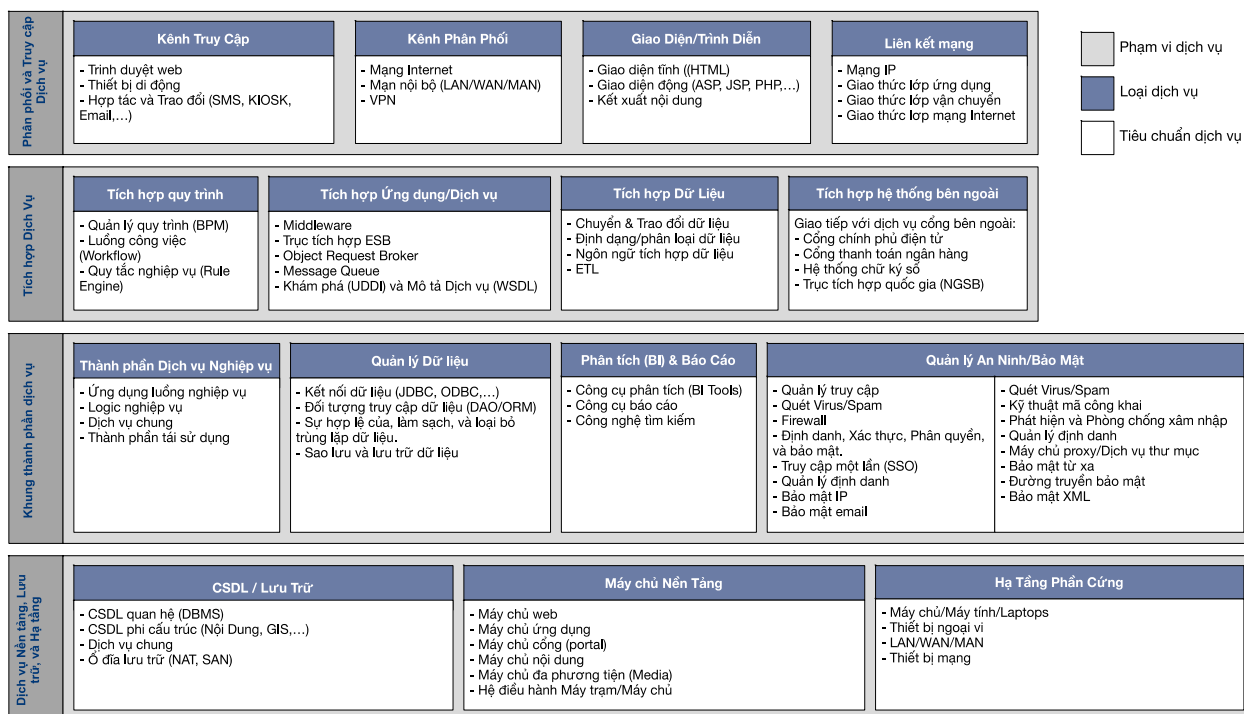 Phân phối và Truy cập
Dịch vụ
Kênh Truy Cập
- Trinh duyệt web
- Thiết bị di động
- Hợp tác và Trao đổi (SMS, KIOSK,
Email,…)
Kênh Phân Phối
- Mạng Internet
- Mạn nội bộ (LAN/WAN/MAN)
- VPN
Giao Diện/Trình Diễn
- Giao diện tĩnh ((HTML)
- Giao diện động (ASP, JSP, PHP,…)
- Kết xuất nội dung
Liên kết mạng
- Mạng IP
- Giao thức lớp ứng dụng
- Giao thức lớp vận chuyển
- Giao thức lơp mạng Internet
Phạm vi dịch vụ
Loại dịch vụ
Tiêu chuẩn dịch vụ
Tích hợp Dịch Vụ
Tích hợp quy trình
- Quản lý quy trình (BPM)
- Luồng công việc
(Workflow)
- Quy tắc nghiệp vụ (Rule
Engine)
Tích hợp Ứng dụng/Dịch vụ
- Middleware
- Trục tích hợp ESB
- Object Request Broker
- Message Queue
- Khám phá (UDDI) và Mô tả Dịch vụ (WSDL)
Tích hợp Dữ Liệu
- Chuyển & Trao đổi dữ liệu
- Định dạng/phân loại dữ liệu
- Ngôn ngữ tích hợp dữ liệu
- ETL
Tích hợp hệ thống bên ngoài
Giao tiếp với dịch vụ cổng bên ngoài:
- Cổng chính phủ điện tử
- Cổng thanh toán ngân hàng
- Hệ thống chữ ký số
- Trục tích hợp quốc gia (NGSB)
Khung thành phần dịch vụ
Thành phần Dịch vụ Nghiệp vụ
- Ứng dụng luồng nghiệp vụ
- Logic nghiệp vụ
- Dịch vụ chung
- Thành phần tái sử dụng
Quản lý Dữ liệu
- Kết nối dữ liệu (JDBC, ODBC,…)
- Đối tượng truy cập dữ liệu (DAO/ORM)
- Sự hợp lệ của, làm sạch, và loại bỏ
trùng lặp dữ liệu.
- Sao lưu và lưu trữ dữ liệu
Phân tích (BI) & Báo Cáo
- Công cụ phân tích (BI Tools)
- Công cụ báo cáo
- Công nghệ tìm kiếm
Quản lý An Ninh/Bảo Mật
- Quản lý truy cập
- Quét Virus/Spam
- Firewall
- Định danh, Xác thực, Phân quyền,
và bảo mật.
- Truy cập một lần (SSO)
- Quản lý định danh
- Bảo mật IP
- Bảo mật email
- Quét Virus/Spam
- Kỹ thuật mã công khai
- Phát hiện và Phòng chống xâm nhập
- Quản lý định danh
- Máy chủ proxy/Dịch vụ thư mục
- Bảo mật từ xa
- Đường truyền bảo mật
- Bảo mật XML
Dịch vụ Nền tảng, Lưu
trữ, và Hạ tầng
CSDL / Lưu Trữ
- CSDL quan hệ (DBMS)
- CSDL phi cấu trúc (Nội Dung, GIS,…)
- Dịch vụ chung
- Ổ đĩa lưu trữ (NAT, SAN)
Máy chủ Nền Tảng
- Máy chủ web
- Máy chủ ứng dụng
- Máy chủ cổng (portal)
- Máy chủ nội dung
- Máy chủ đa phương tiện (Media)
- Hệ điều hành Máy trạm/Máy chủ
Hạ Tầng Phần Cứng
- Máy chủ/Máy tính/Laptops
- Thiết bị ngoại vi
- LAN/WAN/MAN
- Thiết bị mạng